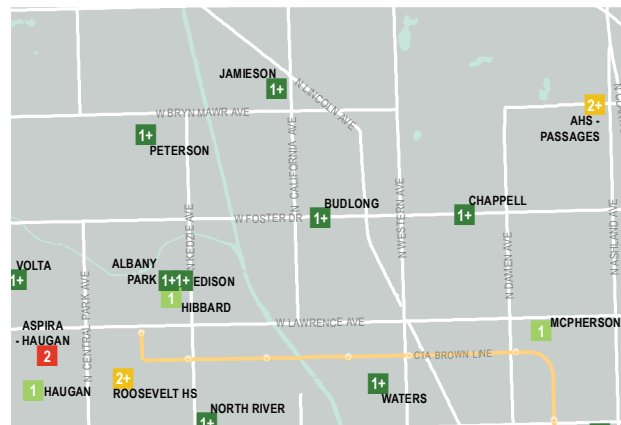 JAMIESON
1+
N LINCOLN AVE
W BRYN MAWR AVE
2+
AHS -
PASSAGES
1+
PETERSON
N CALIFORNIA AVE
BUDLONG
1+
CHAPPELL
1+
W FOSTER DR
N KEDZIE AVE
N WESTERN AVE
N DAMEN AVE
N ASHLAND AVE
VOLTA
1+
ALBANY
PARK
1+
1+
EDISON
1
HIBBARD
N CENTRAL PARK AVE
W LAWRENCE AVE
1
MCPHERSON
ASPIRA
- HAUGAN
2
CTA BROWN LINE
2+
ROOSEVELT HS
1
HAUGAN
1+
WATERS
NORTH RIVER
1+